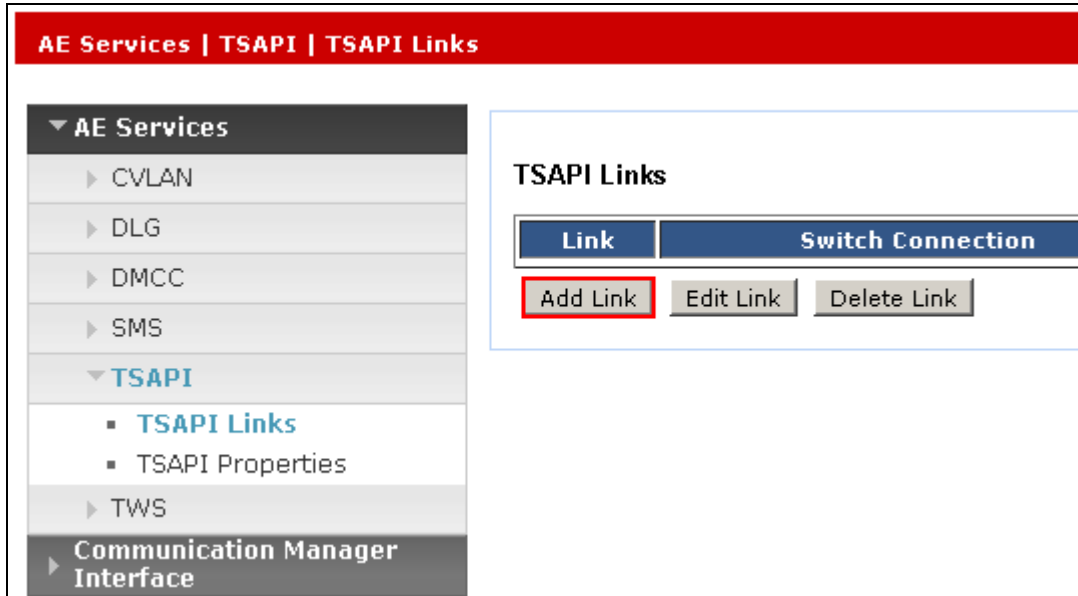 AE Services | TSAPI | TSAPI Links
AE Services
CVLAN
DLG
DMCC
SMS
TSAPI
TSAPI Links
TSAPI Properties
TWS
Communication Manager
Interface
TSAPI Links
Link Switch Connection
Add Link Edit Link Delete Link